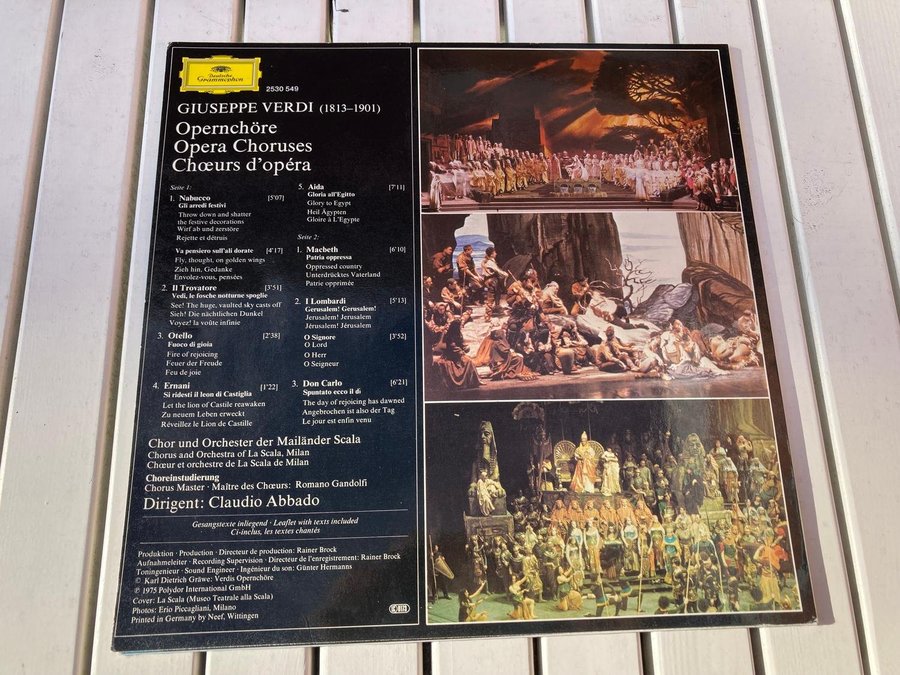 Deutsche
Grammophon
2530 549
GIUSEPPE VERDI (1813–1901)
Opernchöre
Opera Choruses
Chœurs d'opéra
Seite 1:
1. Nabucco [5'07]
Gli arredi festivi
Throw down and shatter
the festive decorations
Wirf ab und zerstöre
Rejette et détruis
Va pensiero sull'ali dorate [4'17]
Fly, thought, on golden wings
Zieh hin, Gedanke
Envolez-vous, pensées
2. Il Trovatore [3'51]
Vedi, le fosche notturne spoglie
See! The huge, vaulted sky casts off
Sieh! Die nächtlichen Dunkel
Voyez! la voûte infinie
3. Otello [2'38]
Fuoco di gioia
Fire of rejoicing
Feuer der Freude
Feu de joie
4. Ernani [1'22]
Si ridesti il leon di Castiglia
Let the lion of Castile reawaken
Zu neuem Leben erweckt
Réveillez le Lion de Castille
5. Aida [7'11]
Gloria all'Egitto
Glory to Egypt
Heil Ägypten
Gloire à L'Egypte
Seite 2:
1. Macbeth [6'10]
Patria oppressa
Oppressed country
Unterdrücktes Vaterland
Patrie opprimée
2. I Lombardi [5'13]
Gerusalem! Gerusalem!
Jerusalem! Jerusalem!
Jérusalem! Jérusalem
O Signore [3'52]
O Lord
O Herr
O Seigneur
3. Don Carlo [6'21]
Spuntato ecco il dì
The day of rejoicing has dawned
Angebrochen ist also der Tag
Le jour est enfin venu
Chor und Orchester der Mailänder Scala
Chorus and Orchestra of La Scala, Milan
Chœur et orchestre de La Scala de Milan
Choreinstudierung
Chorus Master · Maître des Chœurs: Romano Gandolfi
Dirigent: Claudio Abbado
Gesangstexte inliegend · Leaflet with texts included
Ci-inclus, les textes chantés
Produktion · Production · Directeur de production: Rainer Brock
Aufnahmeleiter · Recording Supervision · Directeur de l'enregistrement: Rainer Brock
Toningenieur · Sound Engineer · Ingénieur du son: Günter Hermanns
© Karl Dietrich Gräwe: Verdis Opernchöre
℗ 1975 Polydor International GmbH
Cover: La Scala (Museo Teatrale alla Scala)
Photos: Erio Piccagliani, Milano
Printed in Germany by Neef, Wittingen